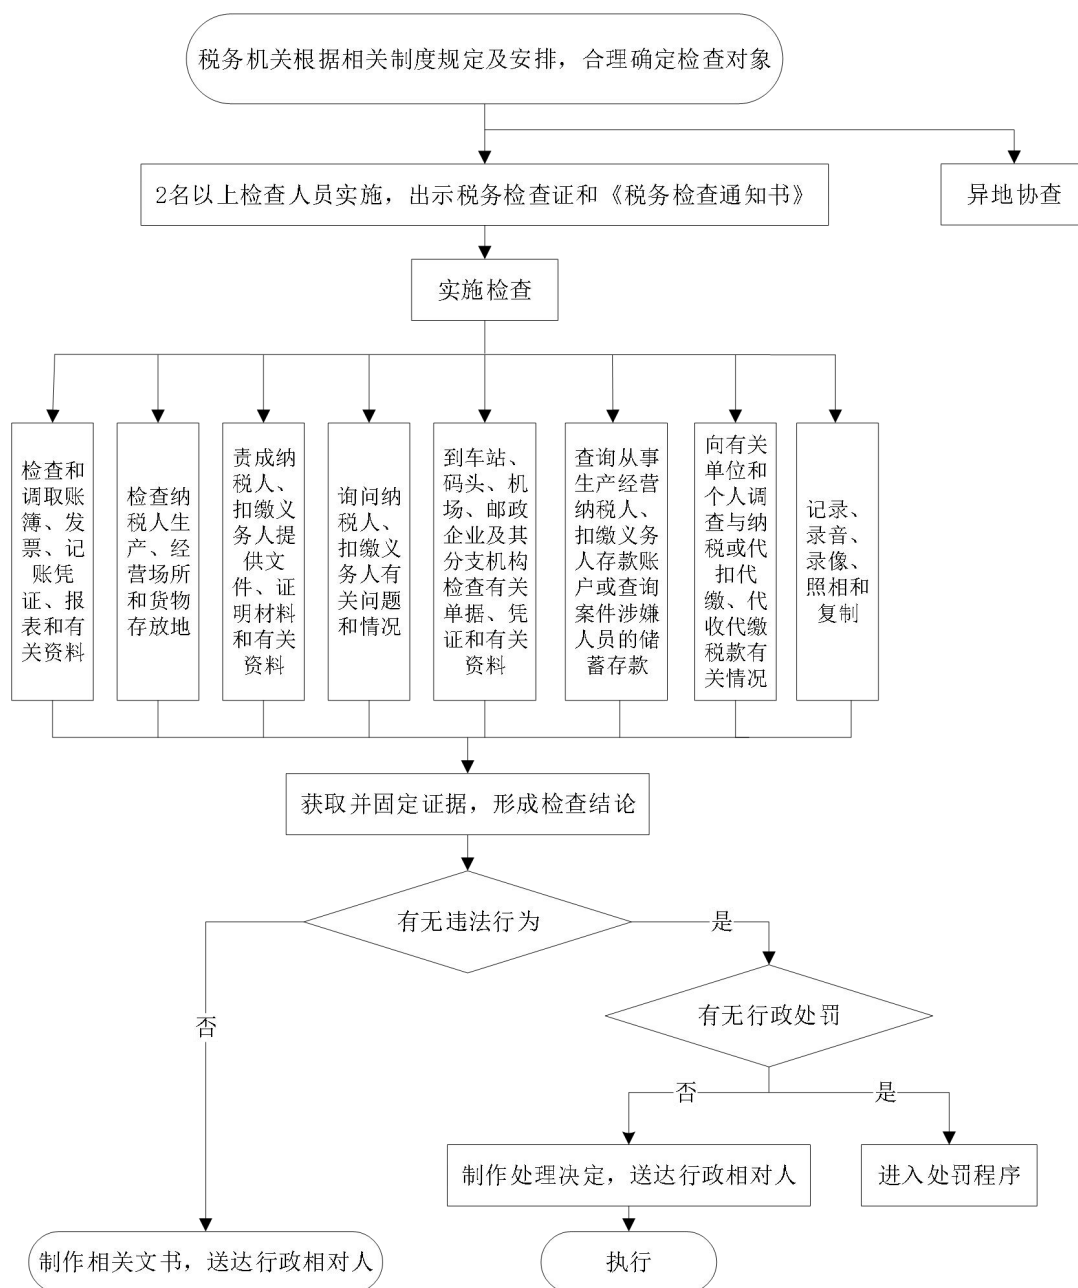 税务机关根据相关制度规定及安排，合理确定检查对象
2名以上检查人员实施，出示税务检查证和《税务检查通知书》
异地协查
实施检查
检查和
调取账
簿、发
票、记
账凭
证、报
表和有
关资料
检查纳
税人生
产、经
营场所
和货物
存放地
责成纳
税人、
扣缴义
务人提
供文
件、证
明材料
和有关
资料
询问纳
税人、
扣缴义
务人有
关问题
和情况
到车站、
码头、机
场、邮政
企业及其
分支机构
检查有关
单据、凭
证和有关
资料
查询从事
生产经营
纳税人、
扣缴义务
人存款账
户或查询
案件涉嫌
人员的储
蓄存款
向有关
单位和
个人调
查与纳
税或代
扣代
缴、代
收代缴
税款有
关情况
记录、
录音、
录像、
照相和
复制
获取并固定证据，形成检查结论
有无违法行为
是
有无行政处罚
否
否
是
制作处理决定，送达行政相对人
进入处罚程序
制作相关文书，送达行政相对人
执行